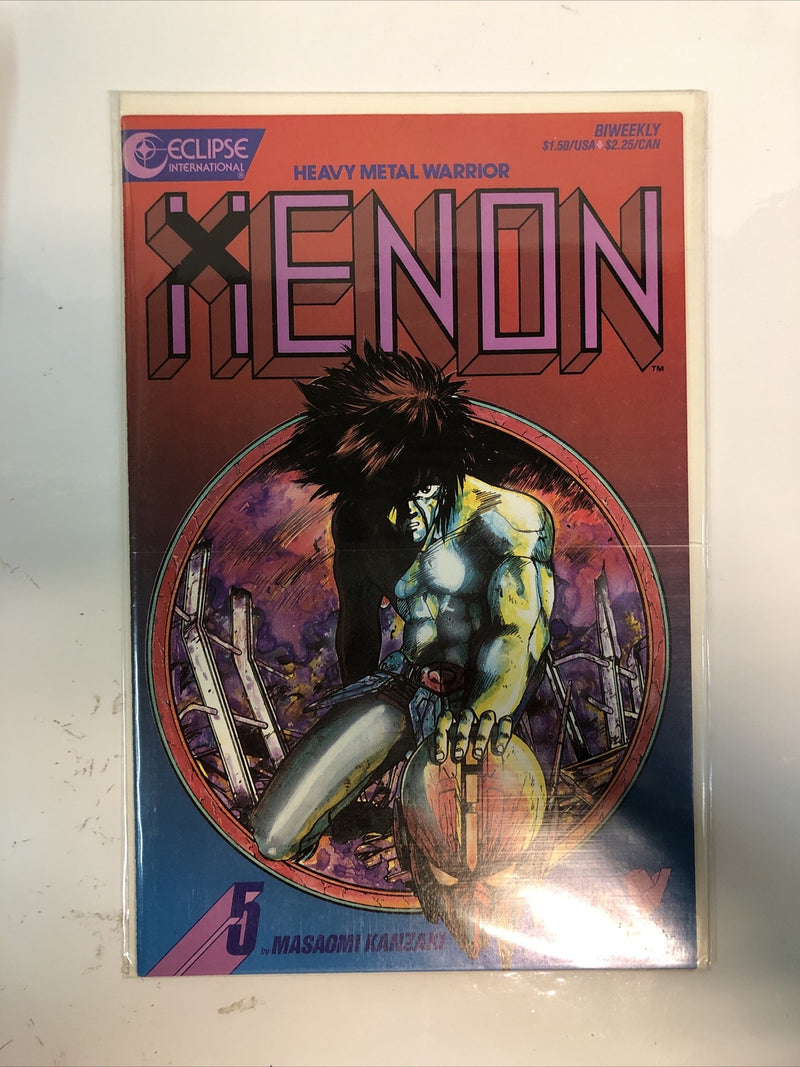 ECLIPSE
INTERNATIONAL®
BIWEEKLY
$1.50/USA $2.25/CAN
HEAVY METAL WARRIOR
XENON
TM
5
by MASAOMI KANZAKI